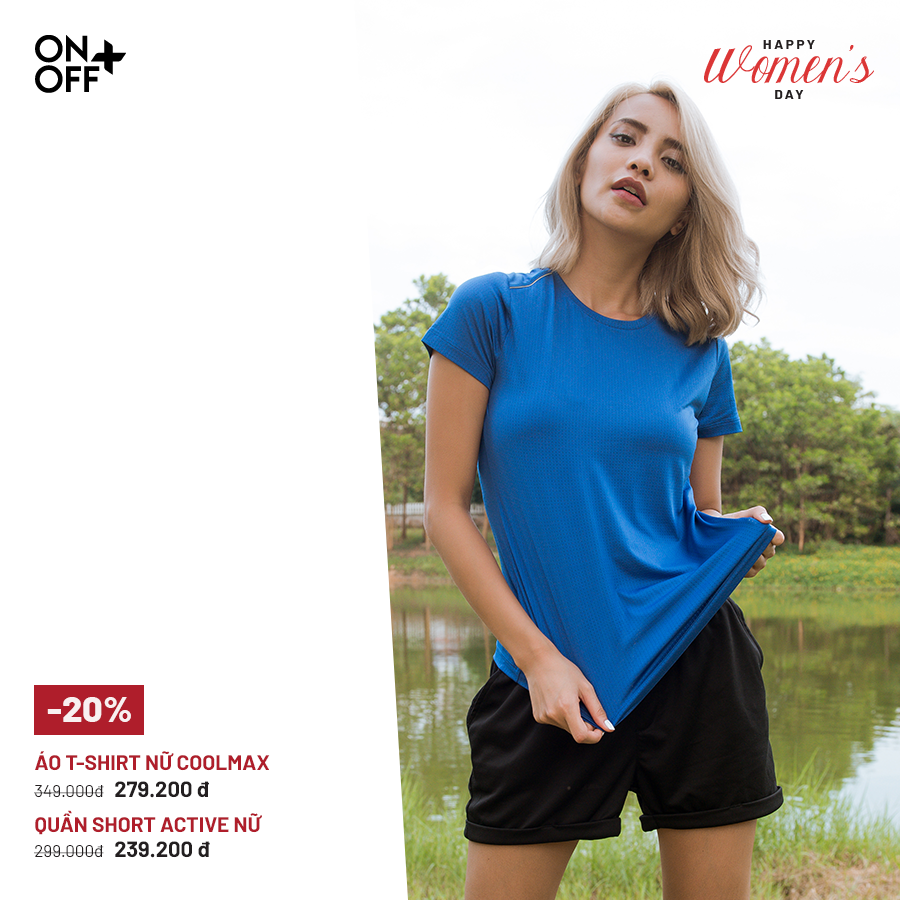 ON
OFF+
HAPPY
Women's
DAY
-20%
ÁO T-SHIRT NỮ COOLMAX
349.000đ 279.200 đ
QUẦN SHORT ACTIVE NỮ
299.000đ 239.200 đ